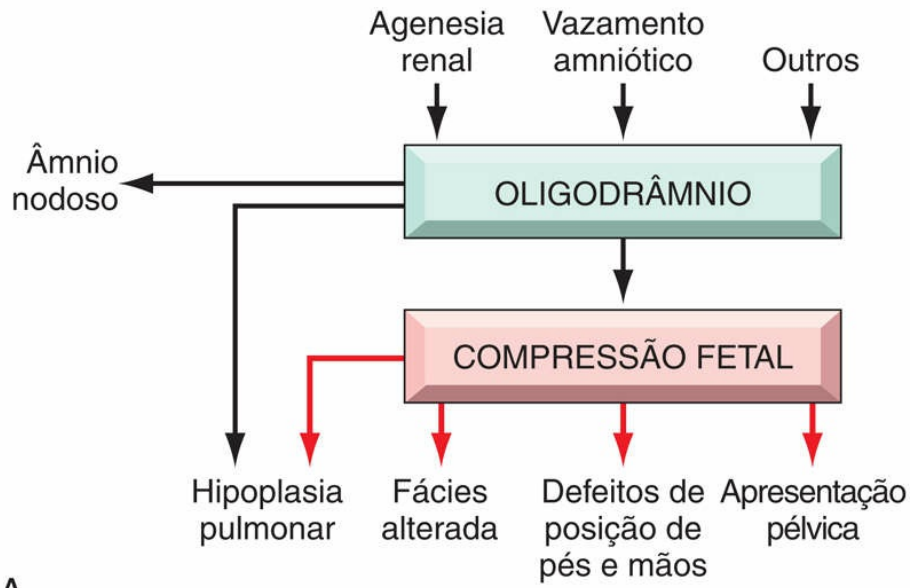 Agenesia
renal
Vazamento
amniótico
Outros
Âmnio
nodoso
OLIGODRÂMNIO
COMPRESSÃO FETAL
Hipoplasia
pulmonar
Fácies
alterada
Defeitos de
posição de
pés e mãos
Apresentação
pélvica
A